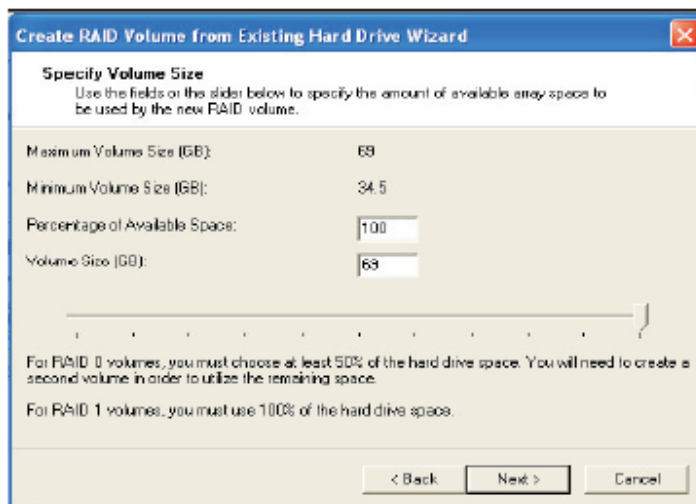 Create RAID Volume from Existing Hard Drive Wizard
Specify Volume Size
Use the fields or the slider below to specify the amount of available array space to
be used by the new RAID volume.
Maximum Volume Size (GB): 69
Minimum Volume Size (GB): 34.5
Percentage of Available Space: 100
Volume Size (GB): 69
For RAID 0 volumes, you must choose at least 50% of the hard drive space. You will need to create a
second volume in order to utilize the remaining space.
For RAID 1 volumes, you must use 100% of the hard drive space.
< Back Next > Cancel